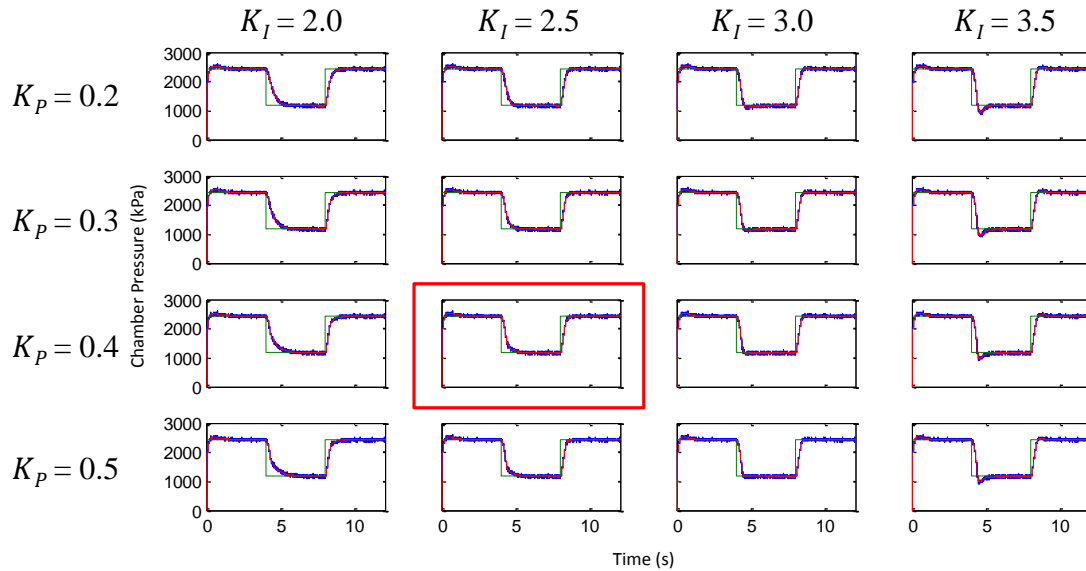 K_I = 2.0 K_I = 2.5 K_I = 3.0 K_I = 3.5
K_P = 0.2
3000
2000
1000
0
K_P = 0.3
3000
2000
1000
0
Chamber Pressure (kPa)
K_P = 0.4
3000
2000
1000
0
K_P = 0.5
3000
2000
1000
0
0 5 10 0 5 10 0 5 10 0 5 10
Time (s)